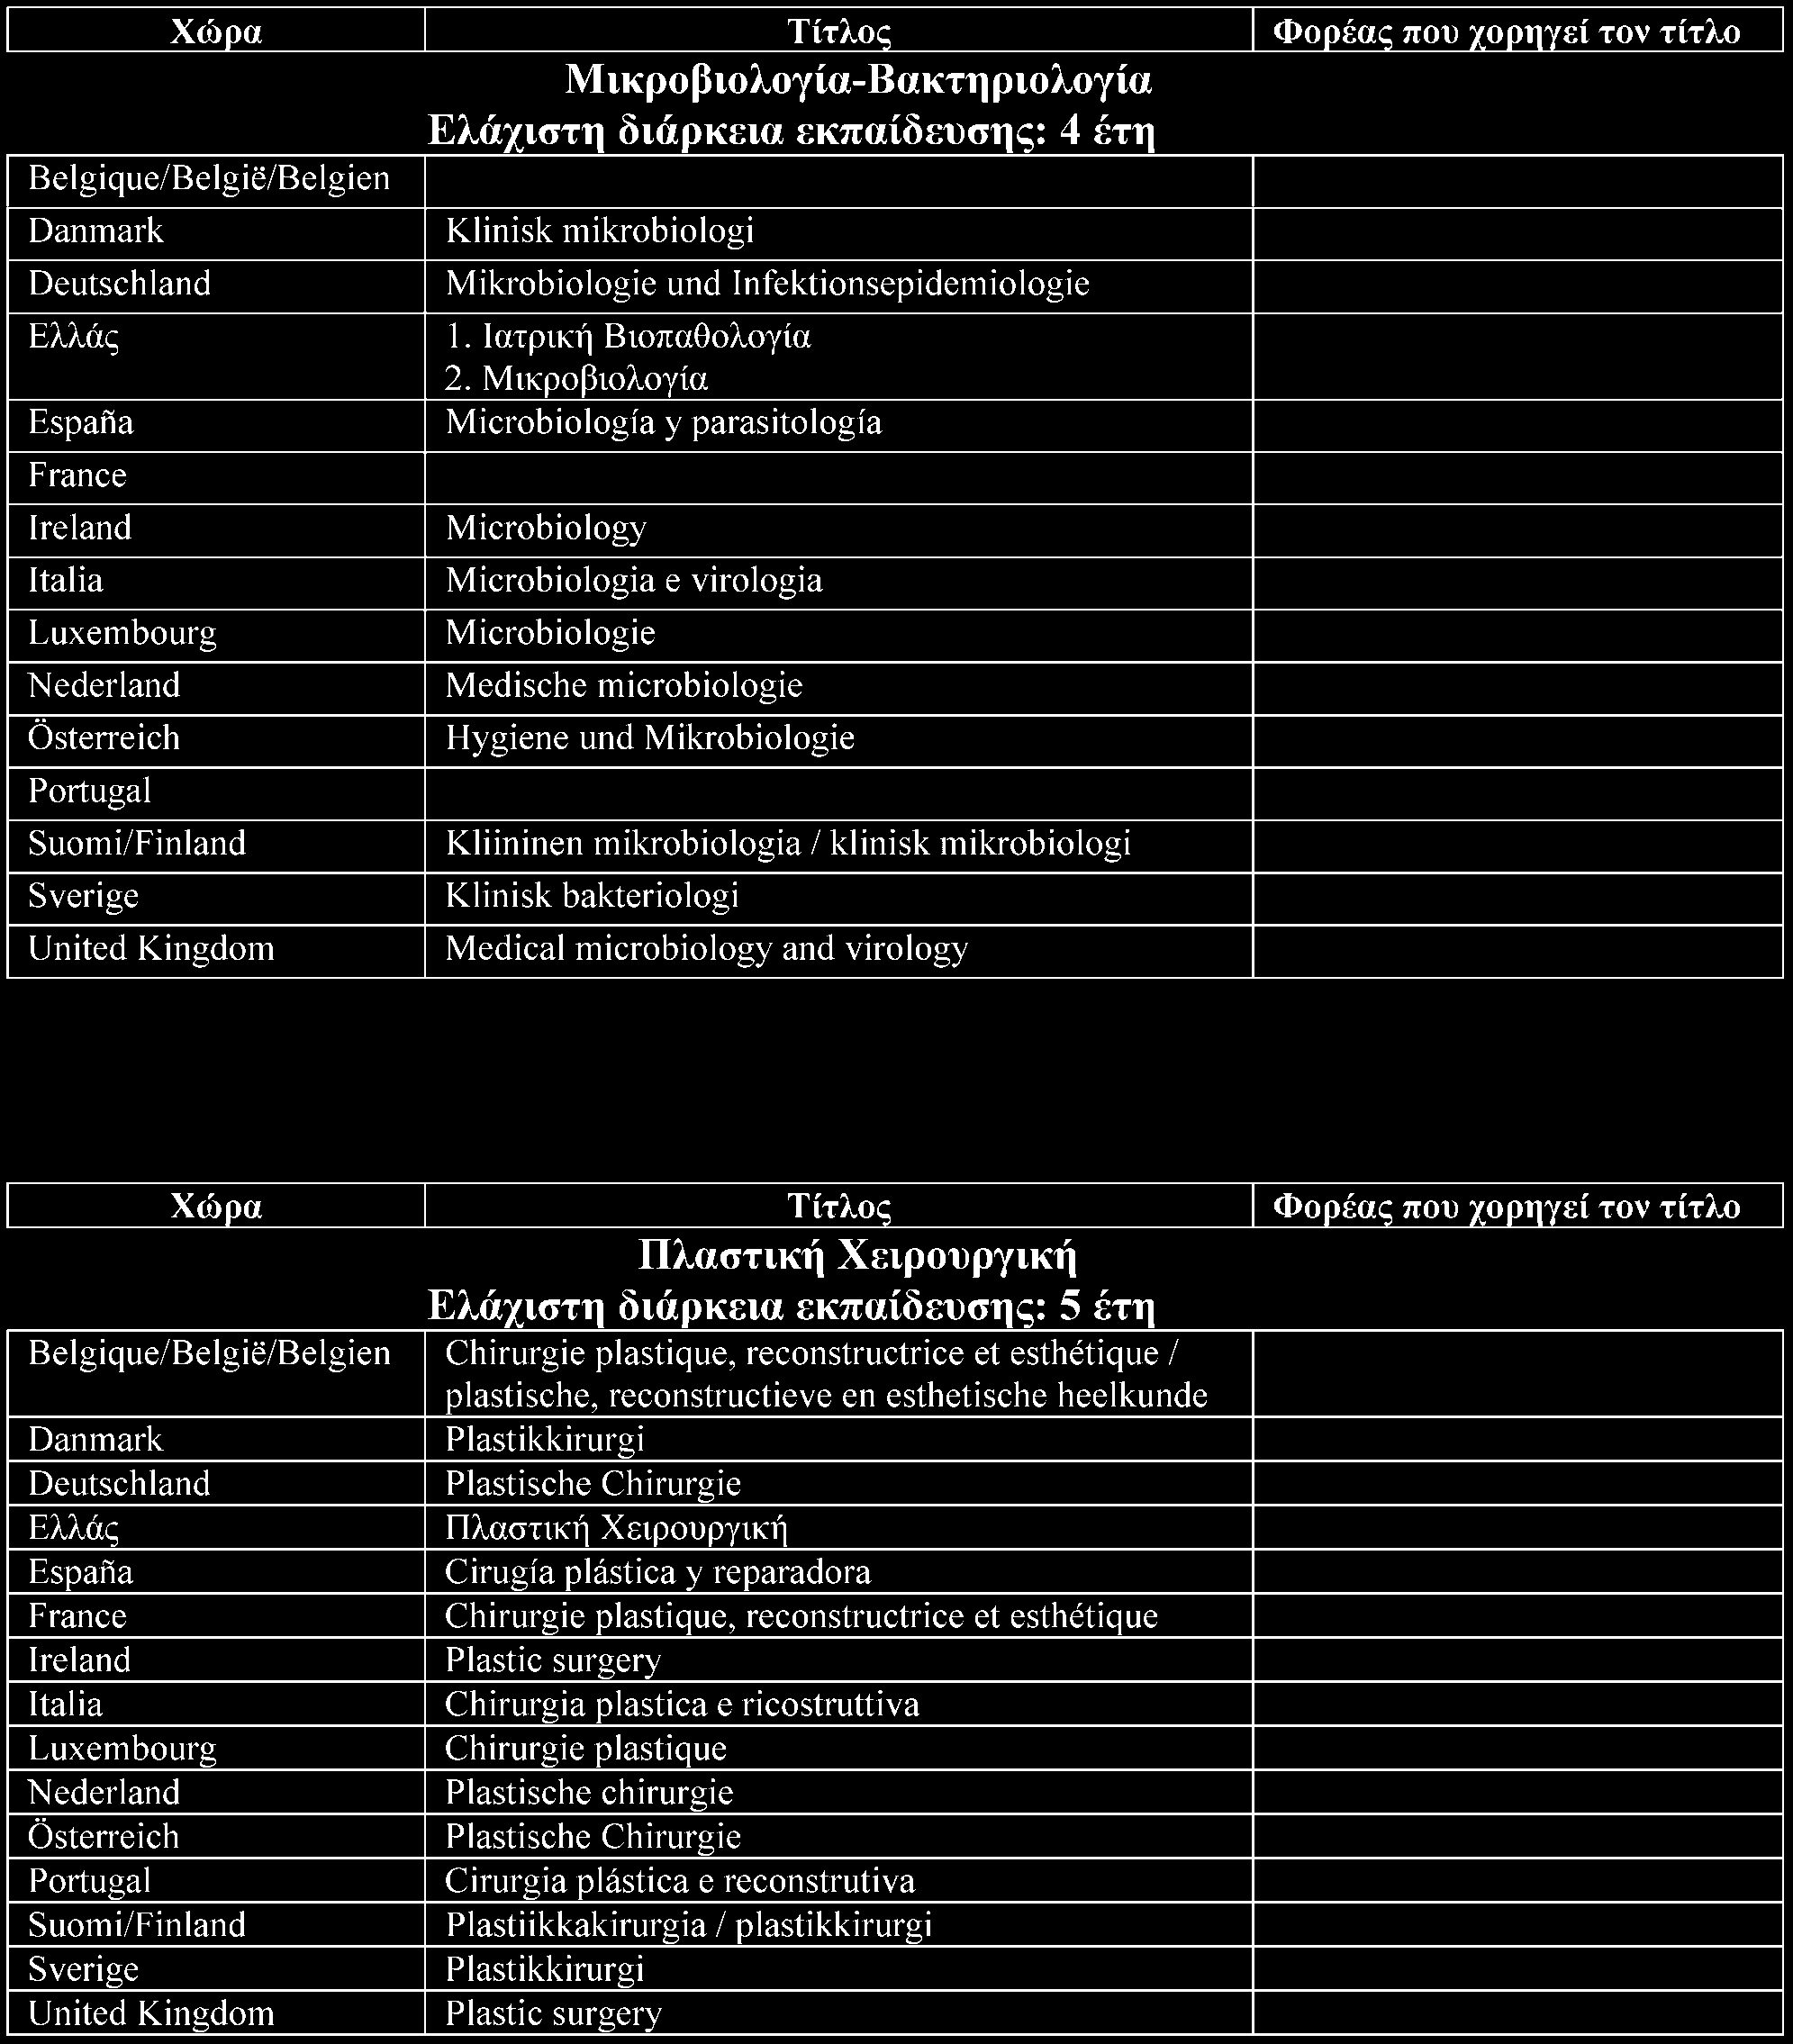 Χώρα Τίτλος Φορέας που χορηγεί τον τίτλο
Μικροβιολογία-Βακτηριολογία
Ελάχιστη διάρκεια εκπαίδευσης: 4 έτη
Belgique/België/Belgien
Danmark Klinisk mikrobiologi
Deutschland Mikrobiologie und Infektionsepidemiologie
Ελλάς 1. Ιατρική Βιοπαθολογία
2. Μικροβιολογία
España Microbiología y parasitología
France
Ireland Microbiology
Italia Microbiologia e virologia
Luxembourg Microbiologie
Nederland Medische microbiologie
Österreich Hygiene und Mikrobiologie
Portugal
Suomi/Finland Kliininen mikrobiologia / klinisk mikrobiologi
Sverige Klinisk bakteriologi
United Kingdom Medical microbiology and virology
Χώρα Τίτλος Φορέας που χορηγεί τον τίτλο
Πλαστική Χειρουργική
Ελάχιστη διάρκεια εκπαίδευσης: 5 έτη
Belgique/België/Belgien Chirurgie plastique, reconstructrice et esthétique /
plastische, reconstructieve en esthetische heelkunde
Danmark Plastikkirurgi
Deutschland Plastische Chirurgie
Ελλάς Πλαστική Χειρουργική
España Cirugía plástica y reparadora
France Chirurgie plastique, reconstructrice et esthétique
Ireland Plastic surgery
Italia Chirurgia plastica e ricostruttiva
Luxembourg Chirurgie plastique
Nederland Plastische chirurgie
Österreich Plastische Chirurgie
Portugal Cirurgia plástica e reconstrutiva
Suomi/Finland Plastiikkakirurgia / plastikkirurgi
Sverige Plastikkirurgi
United Kingdom Plastic surgery